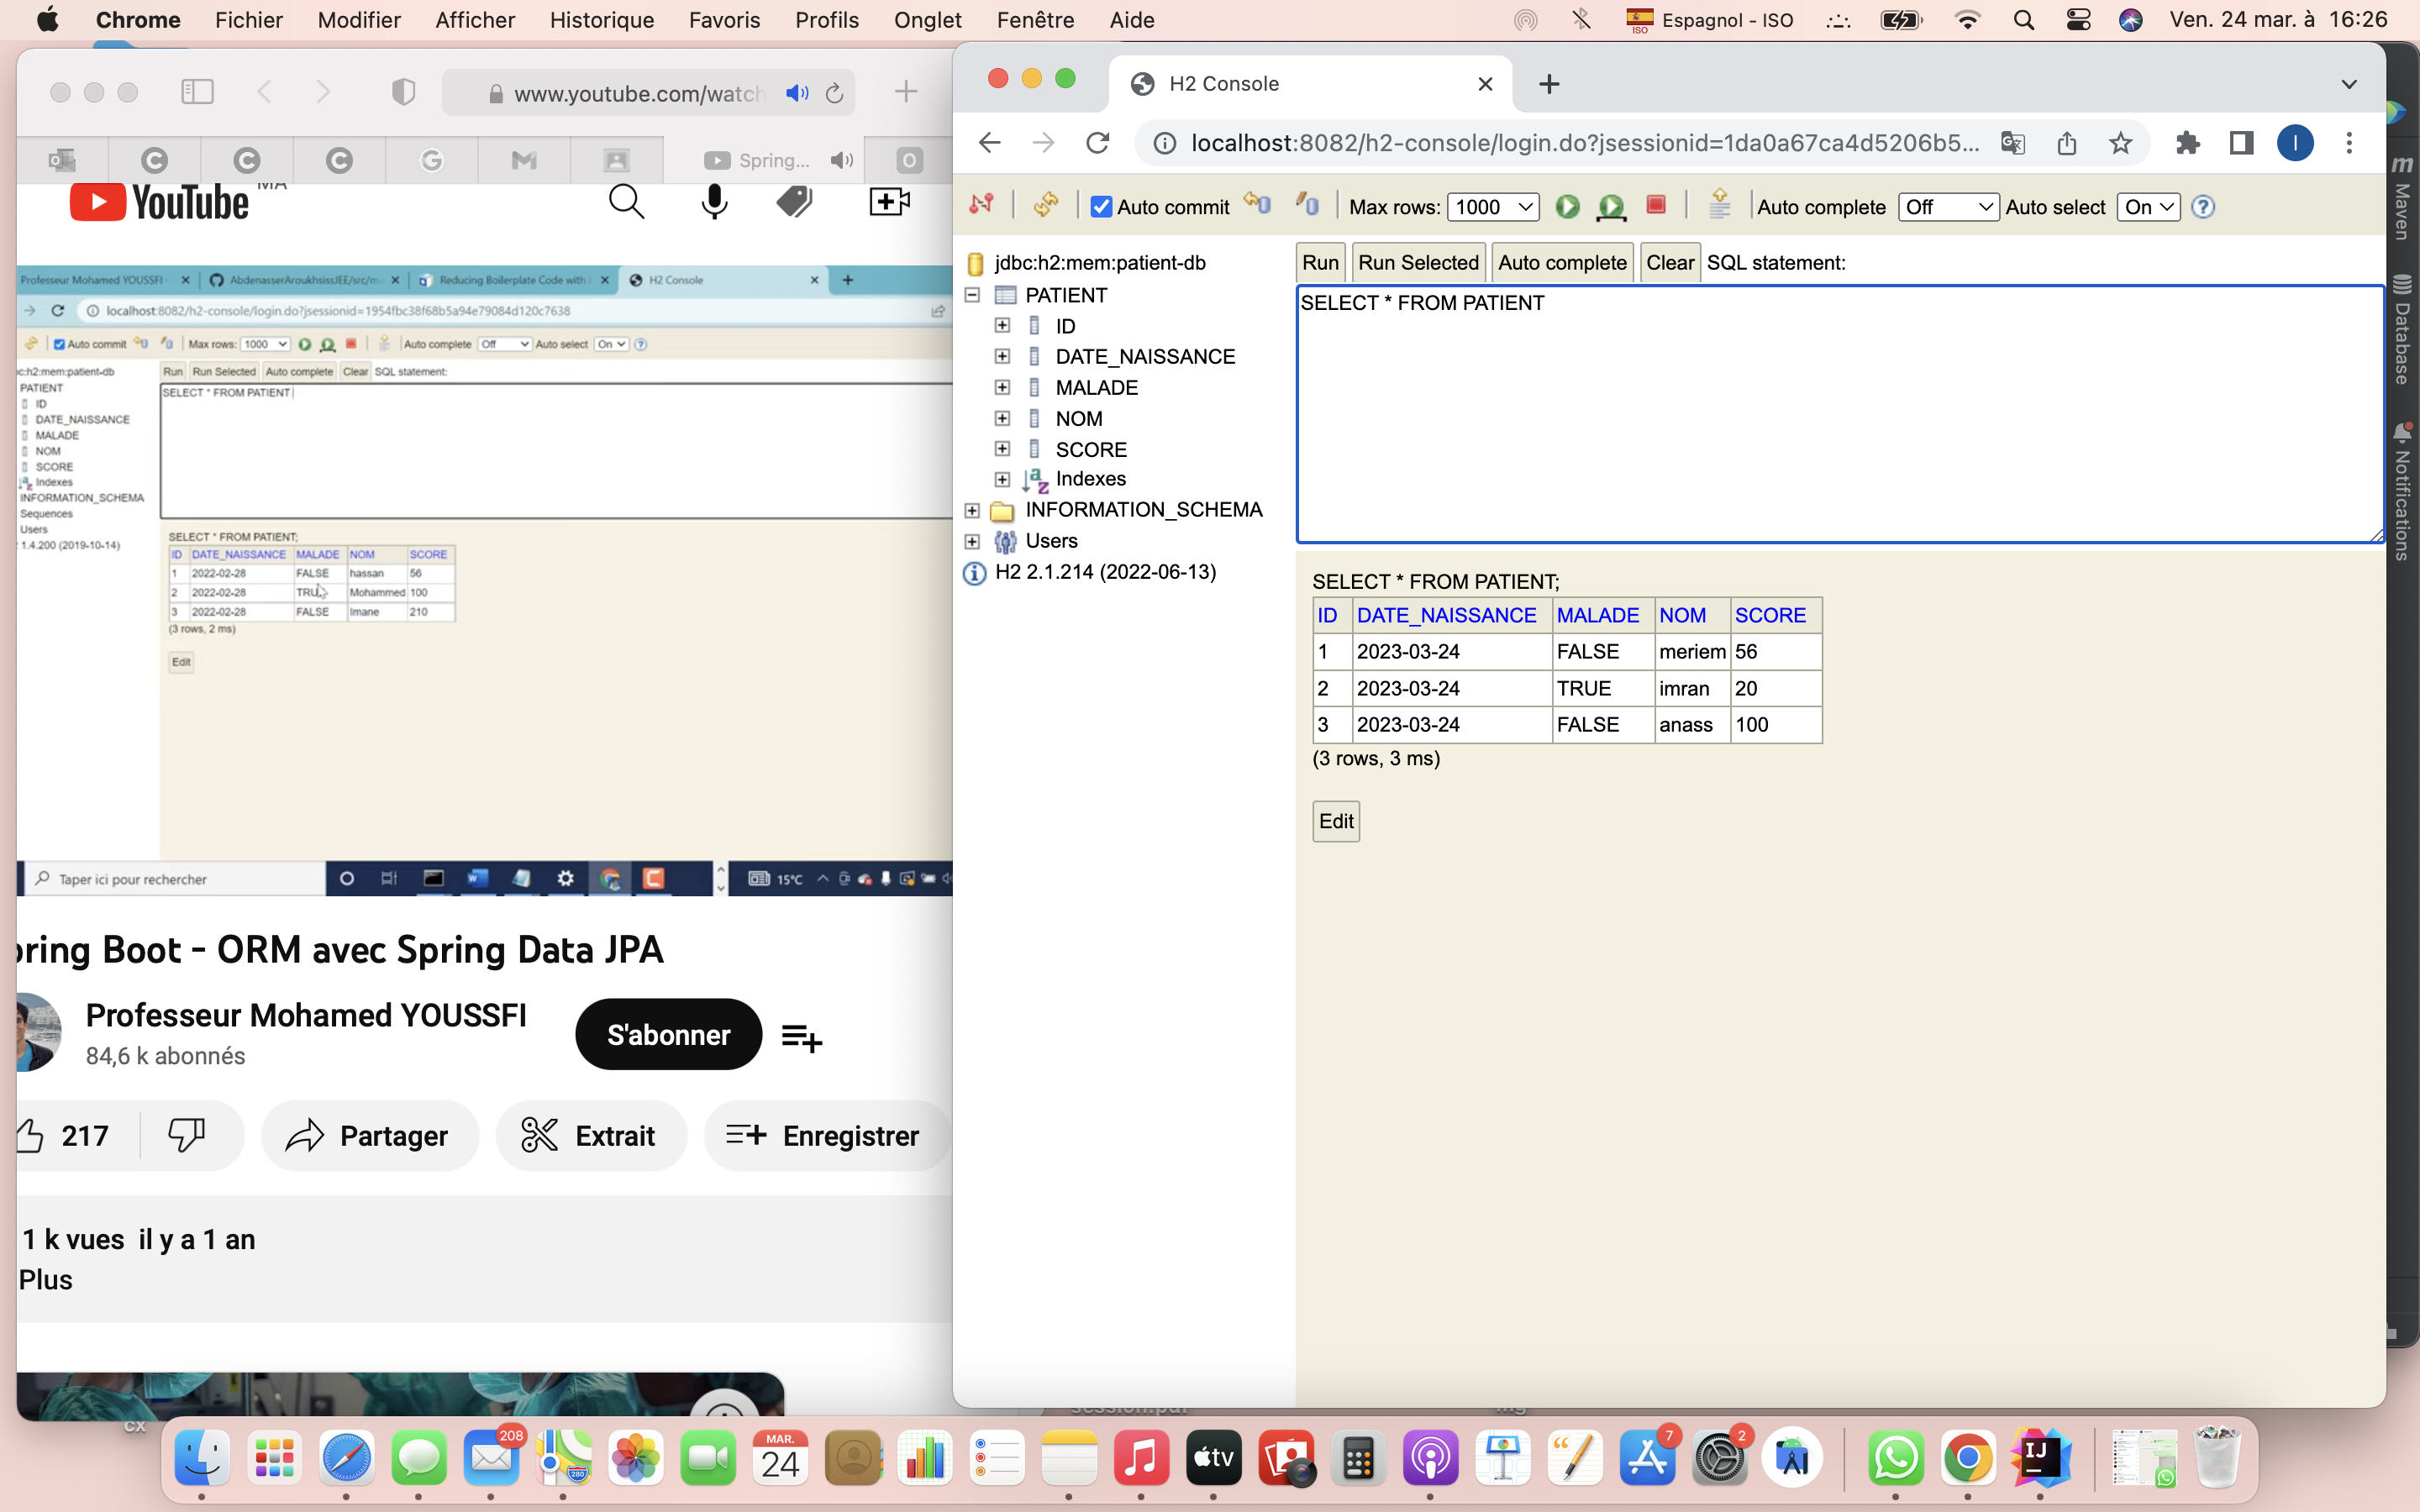 Chrome Fichier Modifier Afficher Historique Favoris Profils Onglet Fenêtre Aide
ISO Espagnol - ISO Ven. 24 mar. à 16:26
www.youtube.com/watch
Spring...
YouTube MA
Professeur Mohamed YOUSSFI - AbdenasserAroukhsissJEE/src/m Reducing Boilerplate Code with H2 Console
localhost:8082/h2-console/login.do?jsessionid=1954fbc38f68b5a94e79084d120c7638
Auto commit Max rows: 1000 Auto complete Off Auto select On
c:h2:mem:patient-db
PATIENT
ID
DATE_NAISSANCE
MALADE
NOM
SCORE
Indexes
INFORMATION_SCHEMA
Sequences
Users
1.4.200 (2019-10-14)
Run Run Selected Auto complete Clear SQL statement:
SELECT * FROM PATIENT
SELECT * FROM PATIENT;
ID DATE_NAISSANCE MALADE NOM SCORE
1 2022-02-28 FALSE hassan 56
2 2022-02-28 TRUE Mohammed 100
3 2022-02-28 FALSE Imane 210
(3 rows, 2 ms)
Edit
Taper ici pour rechercher 15°C
pring Boot - ORM avec Spring Data JPA
Professeur Mohamed YOUSSFI
84,6 k abonnés
S'abonner
217 Partager Extrait Enregistrer
1 k vues il y a 1 an
Plus
H2 Console
localhost:8082/h2-console/login.do?jsessionid=1da0a67ca4d5206b5... I
Auto commit Max rows: 1000 Auto complete Off Auto select On
jdbc:h2:mem:patient-db
PATIENT
ID
DATE_NAISSANCE
MALADE
NOM
SCORE
Indexes
INFORMATION_SCHEMA
Users
H2 2.1.214 (2022-06-13)
Run Run Selected Auto complete Clear SQL statement:
SELECT * FROM PATIENT
SELECT * FROM PATIENT;
ID DATE_NAISSANCE MALADE NOM SCORE
1 2023-03-24 FALSE meriem 56
2 2023-03-24 TRUE imran 20
3 2023-03-24 FALSE anass 100
(3 rows, 3 ms)
Edit
Maven
Database
Notifications
cx
208 280 MAR. 24 tv 7 2 IJ